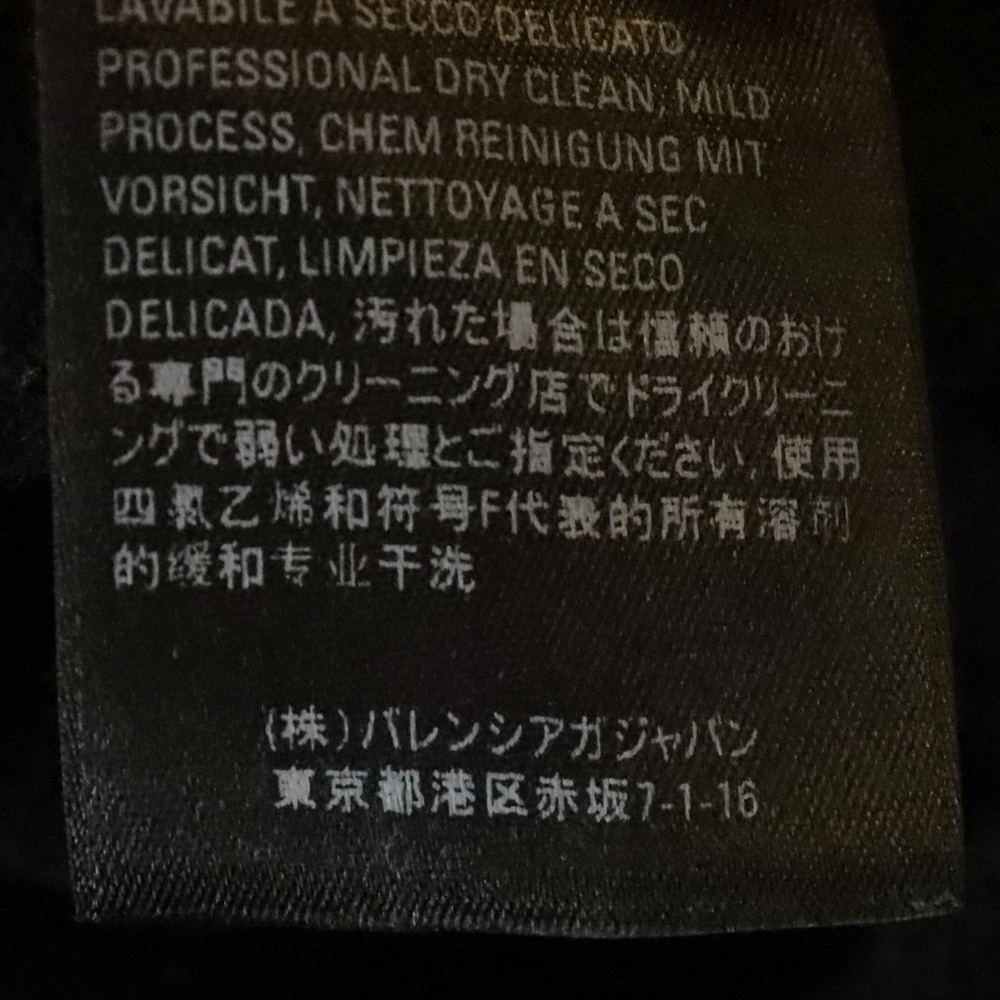 LAVABILE A SECCO DELICATO,
PROFESSIONAL DRY CLEAN, MILD
PROCESS, CHEM REINIGUNG MIT
VORSICHT, NETTOYAGE A SEC
DELICAT, LIMPIEZA EN SECO
DELICADA, 汚れた場合は信頼のおけ
る専門のクリーニング店でドライクリーニ
ングで弱い処理とご指定ください, 使用
四氯乙烯和符号F代表的所有溶剂
的缓和专业干洗
(株)バレンシアガジャパン
東京都港区赤坂7-1-16